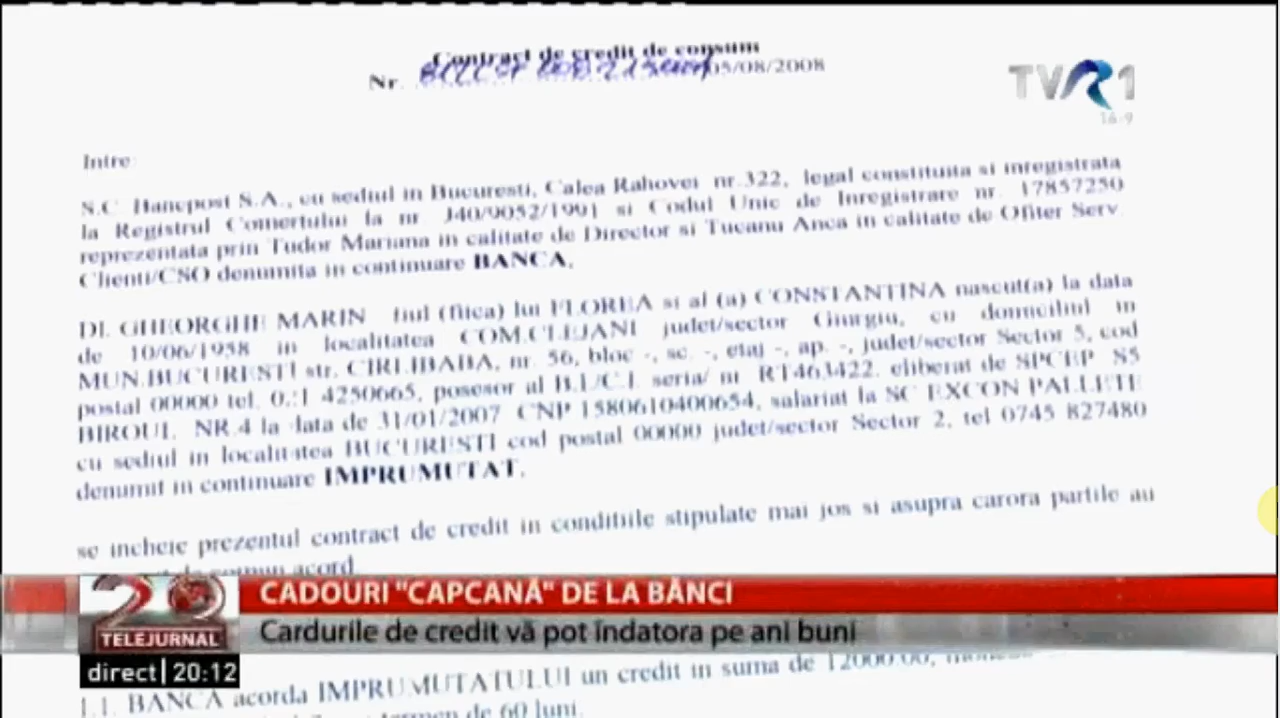 Contract de credit de consum
Nr. 05/08/2008
TVR1
16:9
Intre
S.C. Bancpost S.A., cu sediul in Bucuresti, Calea Rahovei nr.322, legal constituita si inregistrata
la Registrul Comertului la nr. J40/9052/1991 si Codul Unic de Inregistrare nr. 17857250
reprezentata prin Tudor Mariana in calitate de Director si Tucanu Anca in calitate de Ofiter Serv.
Clienti/CSO denumita in continuare BANCA,
Dl. GHEORGHE MARIN fiul (fiica) lui FLOREA si al (a) CONSTANTINA nascut(a) la data
de 10/06/1958 in localitatea COM.CLEJANI judet/sector Giurgiu, cu domiciliul in
MUN.BUCURESTI str. CIRLIBABA, nr. 56, bloc -, sc. -, etaj -, ap. -, judet/sector Sector 5, cod
postal 00000 tel. 4250665, posesor al B.I./C.I. seria/ nr RT463422, eliberat de SPCEP S5
BIROUL NR.4 la data de 31/01/2007 CNP 1580610400654, salariat la SC EXCON PALLETE
cu sediul in localitatea BUCURESTI cod postal 00000 judet/sector Sector 2, tel 0745 827480
denumit in continuare IMPRUMUTAT,
se incheie prezentul contract de credit in conditiile stipulate mai jos si asupra carora partile au
de comun acord
20
TELEJURNAL
CADOURI "CAPCANĂ" DE LA BĂNCI
Cardurile de credit vă pot îndatora pe ani buni
direct 20:12
1.1. BANCA acorda IMPRUMUTATULUI un credit in suma de 12000.00,
termen de 60 luni.